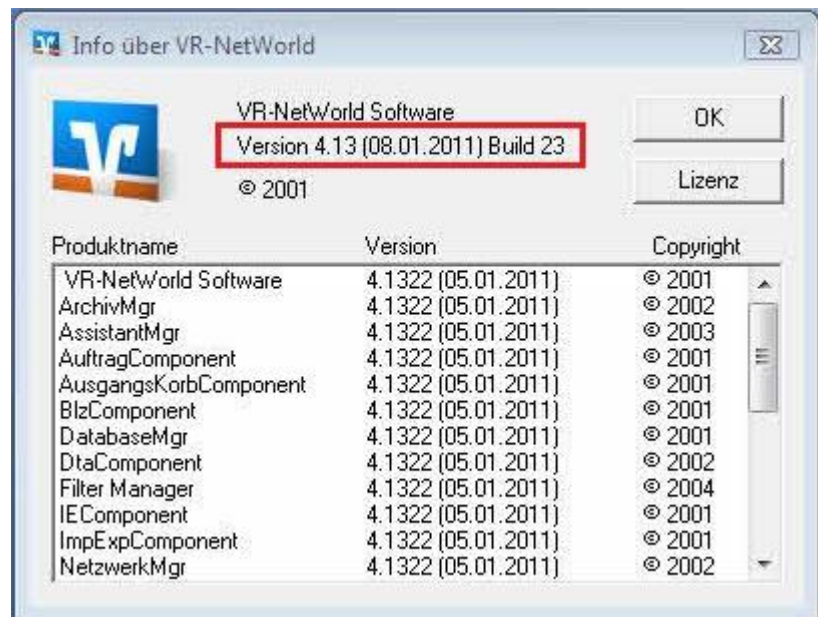 Info über VR-NetWorld
VR-NetWorld Software
Version 4.13 (08.01.2011) Build 23
© 2001
OK
Lizenz
Produktname Version Copyright
VR-NetWorld Software 4.1322 (05.01.2011) © 2001
ArchivMgr 4.1322 (05.01.2011) © 2002
AssistantMgr 4.1322 (05.01.2011) © 2003
AuftragComponent 4.1322 (05.01.2011) © 2001
AusgangsKorbComponent 4.1322 (05.01.2011) © 2001
BlzComponent 4.1322 (05.01.2011) © 2001
DatabaseMgr 4.1322 (05.01.2011) © 2001
DtaComponent 4.1322 (05.01.2011) © 2002
Filter Manager 4.1322 (05.01.2011) © 2004
IEComponent 4.1322 (05.01.2011) © 2001
ImpExpComponent 4.1322 (05.01.2011) © 2001
NetzwerkMgr 4.1322 (05.01.2011) © 2002